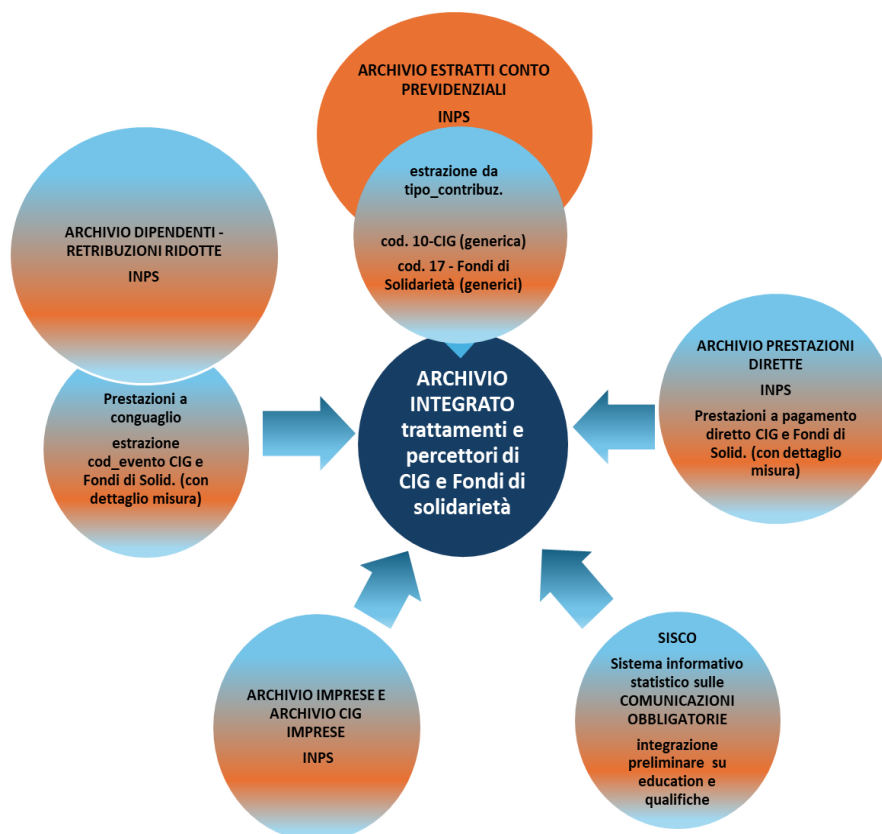 ARCHIVIO ESTRATTI CONTO
PREVIDENZIALI
INPS
estrazione da
tipo_contribuz.
cod. 10-CIG (generica)
cod. 17 - Fondi di
Solidarietà (generici)
ARCHIVIO DIPENDENTI -
RETRIBUZIONI RIDOTTE
INPS
Prestazioni a
conguaglio
estrazione
cod_evento CIG e
Fondi di Solid. (con
dettaglio misura)
ARCHIVIO
INTEGRATO
trattamenti e
percettori di
CIG e Fondi di
solidarietà
ARCHIVIO PRESTAZIONI
DIRETTE
INPS
Prestazioni a pagamento
diretto CIG e Fondi di
Solid. (con dettaglio
misura)
ARCHIVIO IMPRESE E
ARCHIVIO CIG
IMPRESE
INPS
SISCO
Sistema informativo
statistico sulle
COMUNICAZIONI
OBBLIGATORIE
integrazione
preliminare su
education e
qualifiche